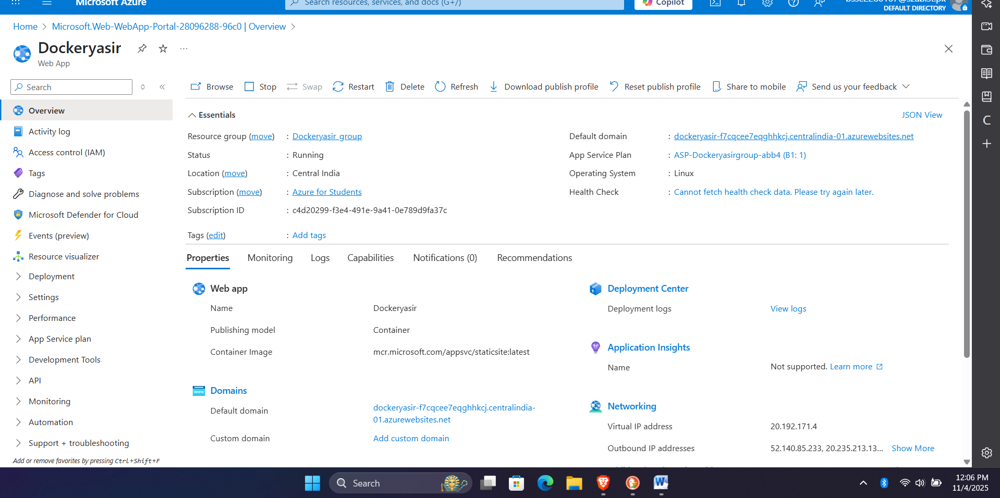 Microsoft Azure
Search resources, services, and docs (G+/)
Copilot
DEFAULT DIRECTORY
Home > Microsoft.Web-WebApp-Portal-28096288-96c0 | Overview >
Dockeryasir
Web App
Search
Browse Stop Swap Restart Delete Refresh Download publish profile Reset publish profile Share to mobile Send us your feedback
Overview
Activity log
Access control (IAM)
Tags
Diagnose and solve problems
Microsoft Defender for Cloud
Events (preview)
Resource visualizer
Deployment
Settings
Performance
App Service plan
Development Tools
API
Monitoring
Automation
Support + troubleshooting
Add or remove favorites by pressing Ctrl+Shift+F
Essentials
JSON View
Resource group (move) : Dockeryasir_group
Status : Running
Location (move) : Central India
Subscription (move) : Azure for Students
Subscription ID : c4d20299-f3e4-491e-9a41-0e789d9fa37c
Tags (edit) : Add tags
Default domain : dockeryasir-f7cqcee7eqghhkcj.centralindia-01.azurewebsites.net
App Service Plan : ASP-Dockeryasirgroup-abb4 (B1: 1)
Operating System : Linux
Health Check : Cannot fetch health check data. Please try again later.
Properties Monitoring Logs Capabilities Notifications (0) Recommendations
Web app
Name Dockeryasir
Publishing model Container
Container Image mcr.microsoft.com/appsvc/staticsite:latest
Domains
Default domain dockeryasir-f7cqcee7eqghhkcj.centralindia-
01.azurewebsites.net
Custom domain Add custom domain
Deployment Center
Deployment logs View logs
Application Insights
Name Not supported. Learn more
Networking
Virtual IP address 20.192.171.4
Outbound IP addresses 52.140.85.233, 20.235.213.13... Show More
Search
12:06 PM
11/4/2025